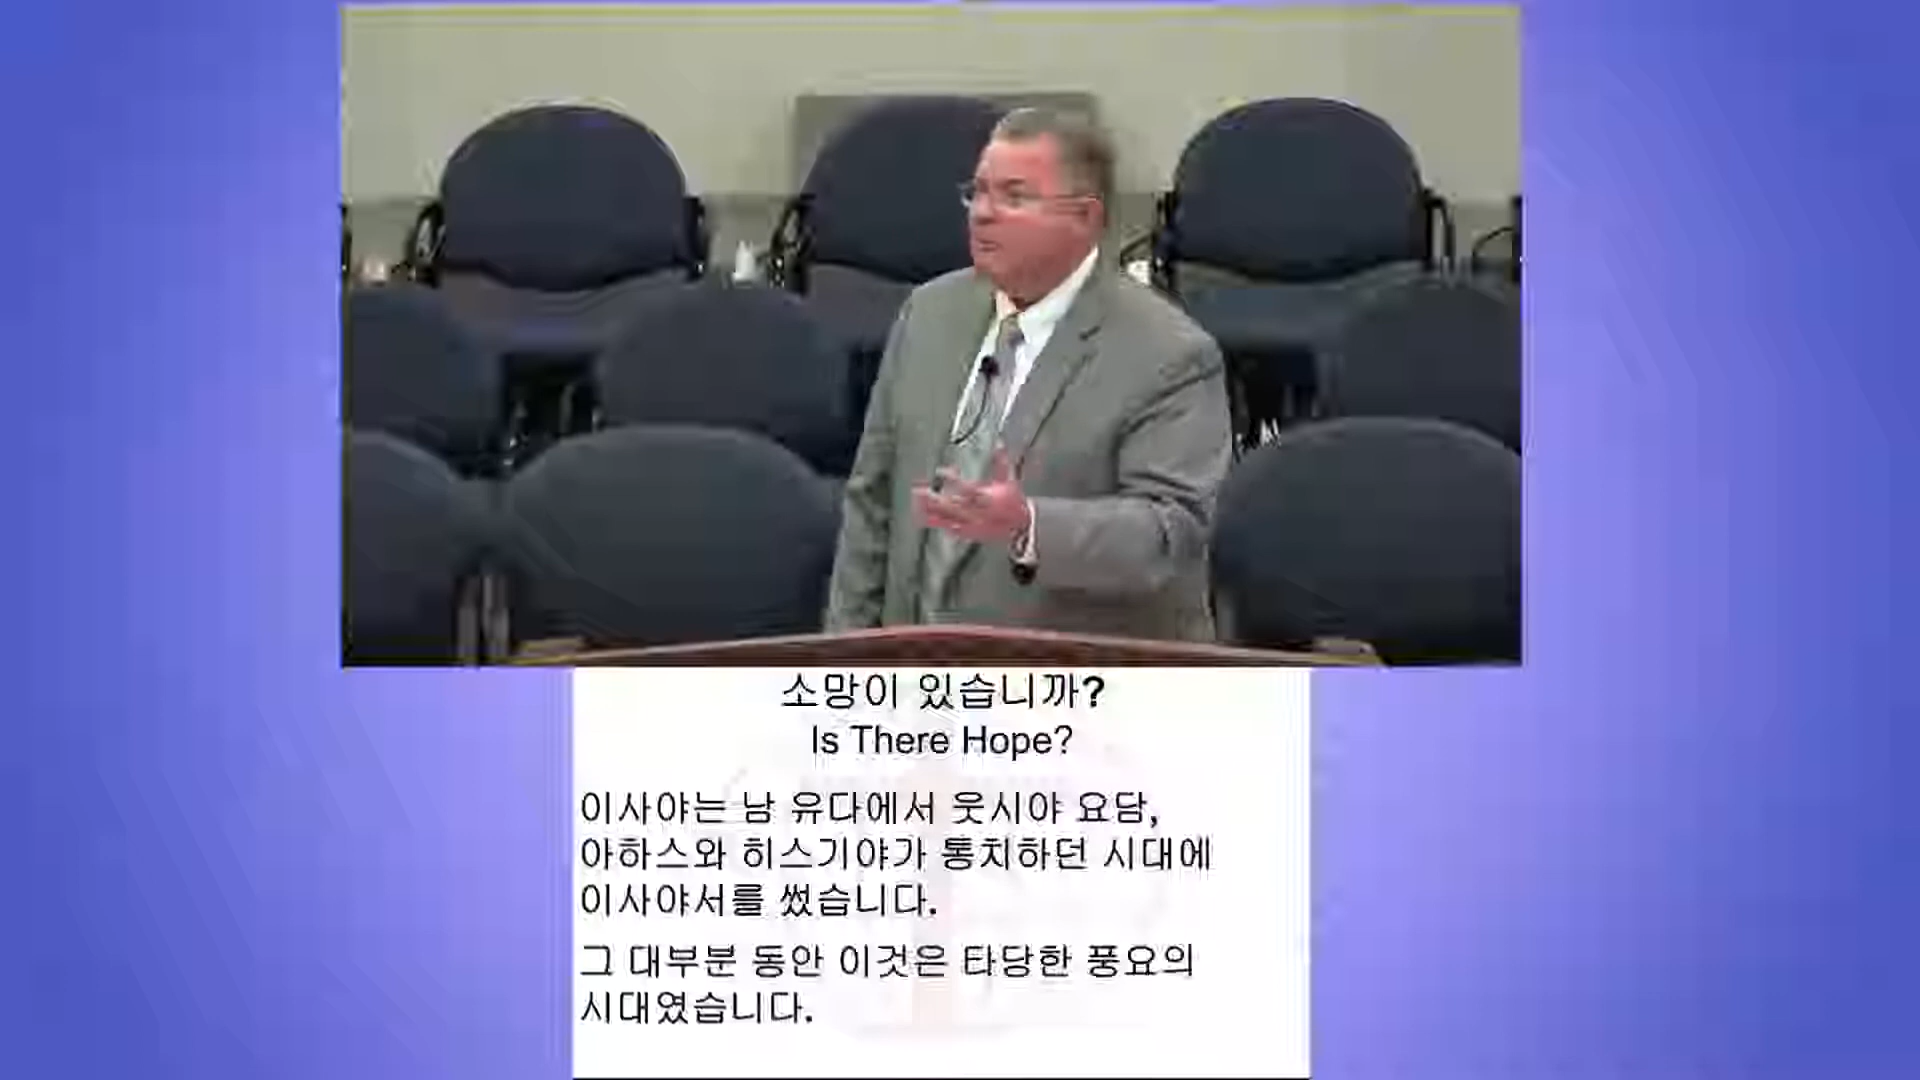 소망이 있습니까?
Is There Hope?
이사야는 남 유다에서 웃시야 요담,
아하스와 히스기야가 통치하던 시대에
이사야서를 썼습니다.
그 대부분 동안 이것은 타당한 풍요의
시대였습니다.